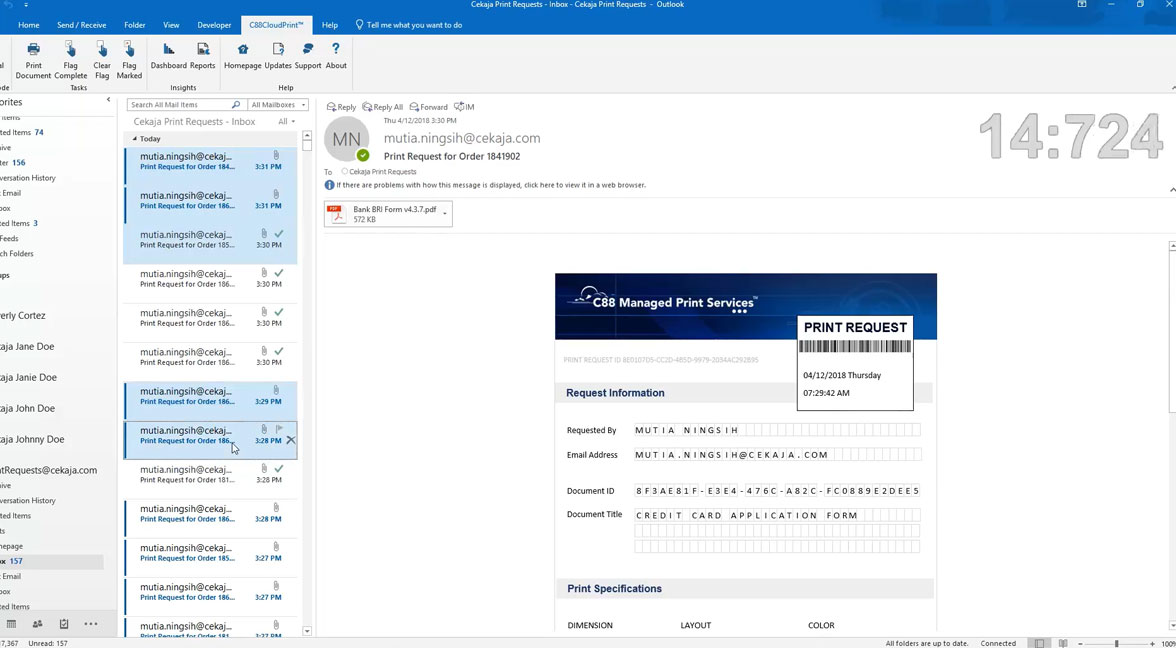 Cekaja Print Requests - Inbox - Cekaja Print Requests - Outlook
Home Send / Receive Folder View Developer C88CloudPrint™ Help Tell me what you want to do
Print Document
Flag Complete
Clear Flag
Flag Marked
Dashboard Reports
Homepage Updates Support About
Tasks Insights Help
orites
ted Items 74
ive
ter 156
versation History
t Email
box
ted Items 3
Feeds
ch Folders
ups
verly Cortez
kaja Jane Doe
kaja Janie Doe
kaja John Doe
kaja Johnny Doe
ntRequests@cekaja.com
ive
versation History
ted Items
ts
mepage
ox 157
t Email
box
ted Items
Search All Mail Items All Mailboxes
Cekaja Print Requests - Inbox All
Today
mutia.ningsih@cekaj...
Print Request for Order 184... 3:31 PM
mutia.ningsih@cekaj...
Print Request for Order 186... 3:31 PM
mutia.ningsih@cekaj...
Print Request for Order 185... 3:30 PM
mutia.ningsih@cekaj...
Print Request for Order 186... 3:30 PM
mutia.ningsih@cekaj...
Print Request for Order 186... 3:30 PM
mutia.ningsih@cekaj...
Print Request for Order 186... 3:30 PM
mutia.ningsih@cekaj...
Print Request for Order 186... 3:29 PM
mutia.ningsih@cekaj...
Print Request for Order 186... 3:28 PM
mutia.ningsih@cekaj...
Print Request for Order 181... 3:28 PM
mutia.ningsih@cekaj...
Print Request for Order 186... 3:28 PM
mutia.ningsih@cekaj...
Print Request for Order 185... 3:27 PM
mutia.ningsih@cekaj...
Print Request for Order 186... 3:27 PM
mutia.ningsih@cekaj...
Print Request for Order 181... 3:27 PM
Reply Reply All Forward IM
Thu 4/12/2018 3:30 PM
MN
mutia.ningsih@cekaja.com
Print Request for Order 1841902
To Cekaja Print Requests
If there are problems with how this message is displayed, click here to view it in a web browser.
PDF
Bank BRI Form v4.3.7.pdf
572 KB
14:724
C88 Managed Print Services™
PRINT REQUEST
04/12/2018 Thursday
07:29:42 AM
Request Information
Requested By MUTIA NINGSIH
Email Address MUTIA.NINGSIH@CEKAJA.COM
Document ID 8F3AE81F-E3E4-476C-A82C-FC0889E2DEE5
Document Title CREDIT CARD APPLICATION FORM
Print Specifications
DIMENSION LAYOUT COLOR
17,367 Unread: 157 All folders are up to date. Connected 100%